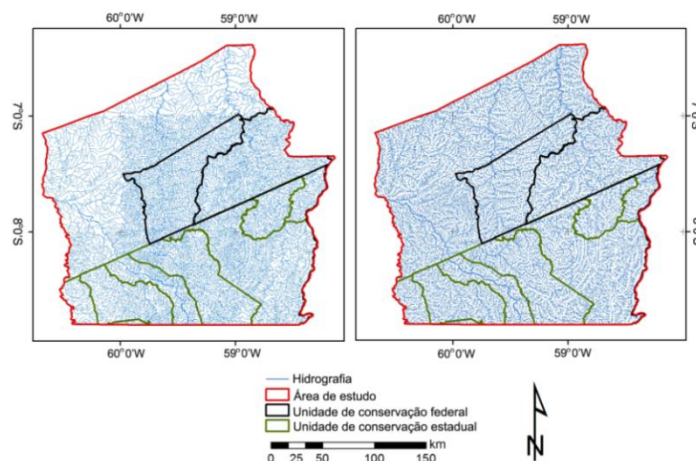 60°0'W 59°0'W 60°0'W 59°0'W
7°0'S
8°0'S
60°0'W 59°0'W 60°0'W 59°0'W
Hidrografia
Área de estudo
Unidade de conservação federal
Unidade de conservação estadual
km
0 25 50 100 150
N